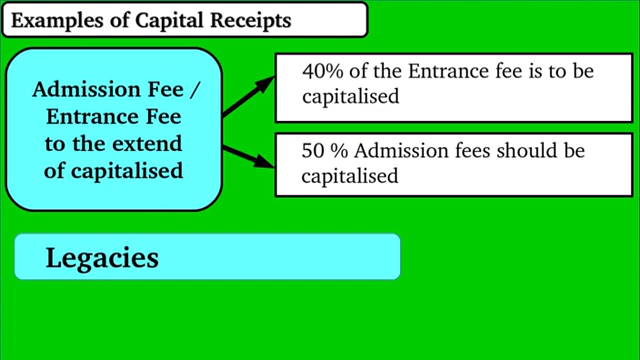 Examples of Capital Receipts
Admission Fee /
Entrance Fee
to the extend
of capitalised
40% of the Entrance fee is to be
capitalised
50 % Admission fees should be
capitalised
Legacies